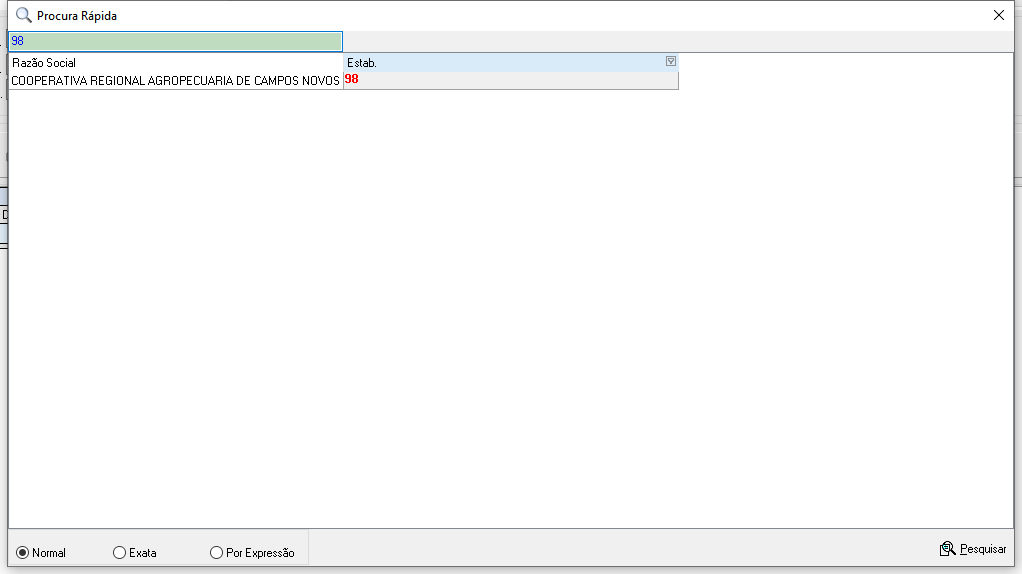 Procura Rápida
98
Razão Social Estab.
COOPERATIVA REGIONAL AGROPECUARIA DE CAMPOS NOVOS 98
Normal Exata Por Expressão Pesquisar